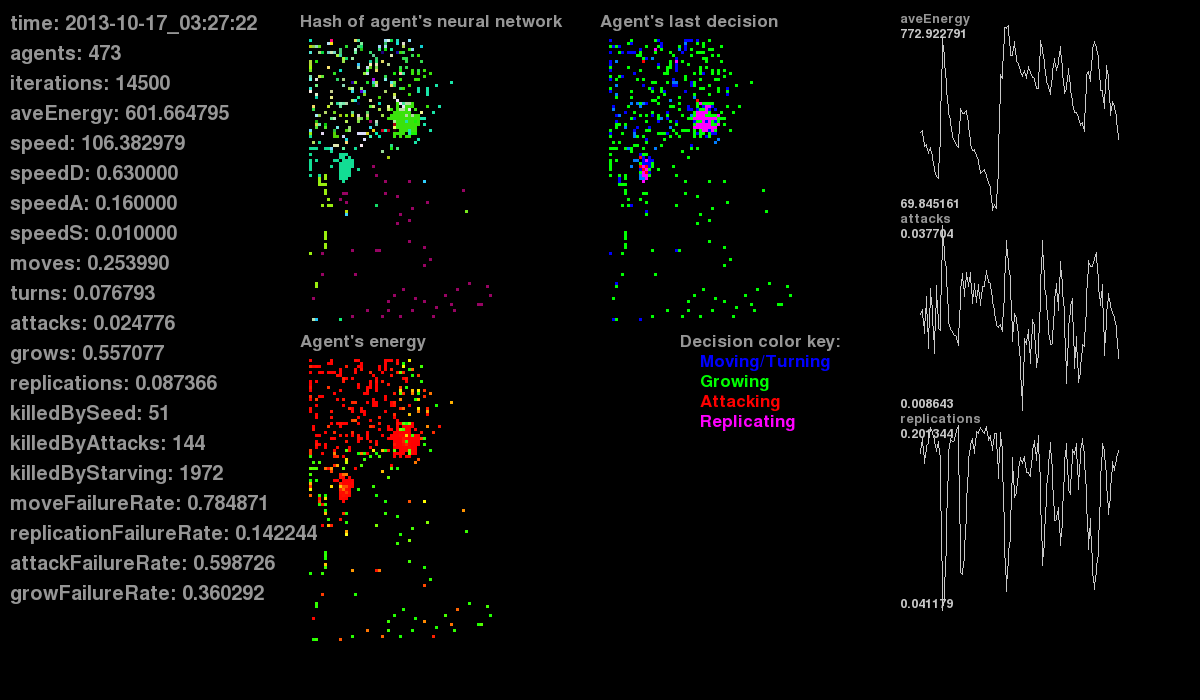 time: 2013-10-17_03:27:22
agents: 473
iterations: 14500
aveEnergy: 601.664795
speed: 106.382979
speedD: 0.630000
speedA: 0.160000
speedS: 0.010000
moves: 0.253990
turns: 0.076793
attacks: 0.024776
grows: 0.557077
replications: 0.087366
killedBySeed: 51
killedByAttacks: 144
killedByStarving: 1972
moveFailureRate: 0.784871
replicationFailureRate: 0.142244
attackFailureRate: 0.598726
growFailureRate: 0.360292
Hash of agent's neural network
Agent's last decision
Agent's energy
Decision color key:
Moving/Turning
Growing
Attacking
Replicating
aveEnergy
772.922791
69.845161
attacks
0.037704
0.008643
replications
0.201344
0.041179